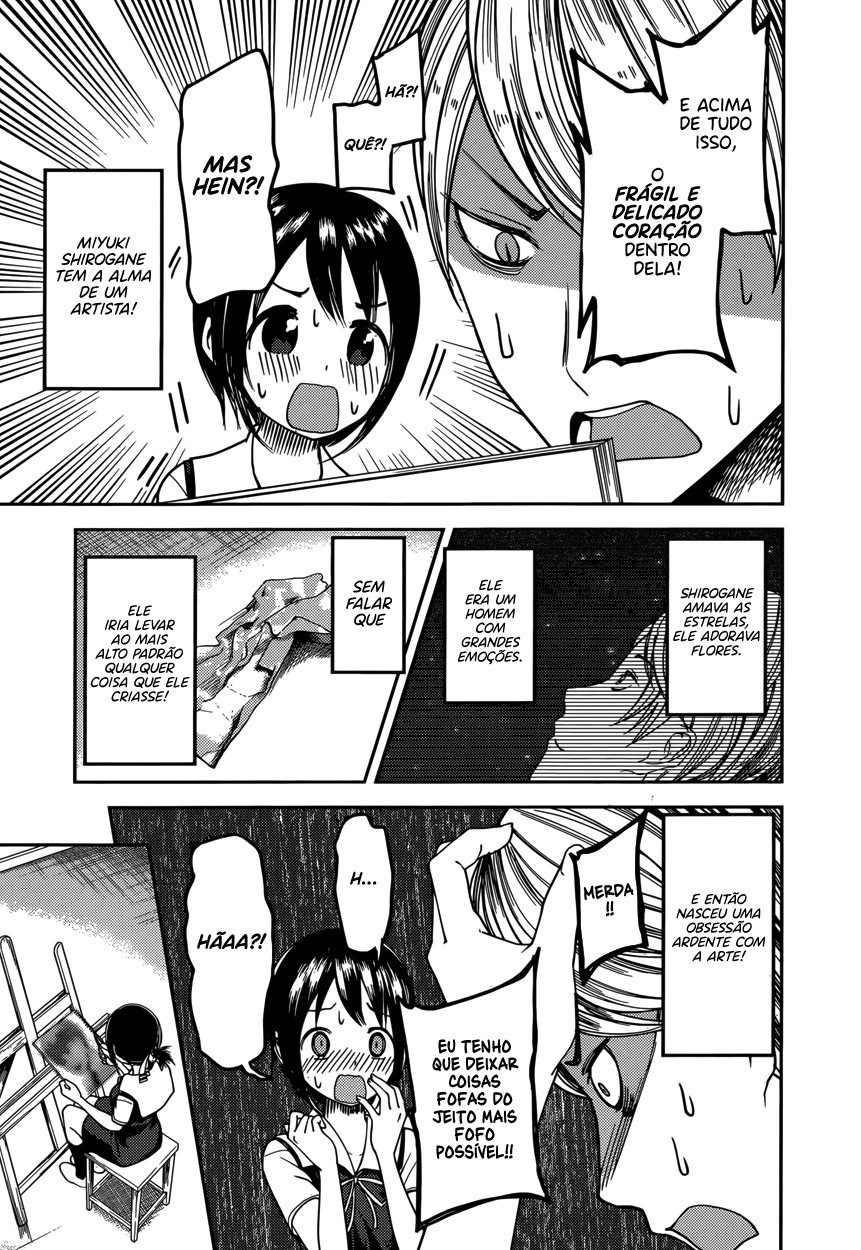 E ACIMA
DE TUDO
ISSO,
O
FRÁGIL E
DELICADO
CORAÇÃO
DENTRO
DELA!
HÃ?!
QUÊ?!
MAS
HEIN?!
MIYUKI
SHIROGANE
TEM A ALMA
DE UM
ARTISTA!
SHIROGANE
AMAVA AS
ESTRELAS,
ELE ADORAVA
FLORES.
ELE
ERA UM
HOMEM
COM
GRANDES
EMOÇÕES.
SEM
FALAR
QUE
ELE
IRIA LEVAR
AO MAIS
ALTO PADRÃO
QUALQUER
COISA QUE ELE
CRIASSE!
E ENTÃO
NASCEU UMA
OBSESSÃO
ARDENTE COM
A ARTE!
MERDA
!!
EU TENHO
QUE DEIXAR
COISAS
FOFAS DO
JEITO MAIS
FOFO
POSSÍVEL!!
H...
HÃAA?!